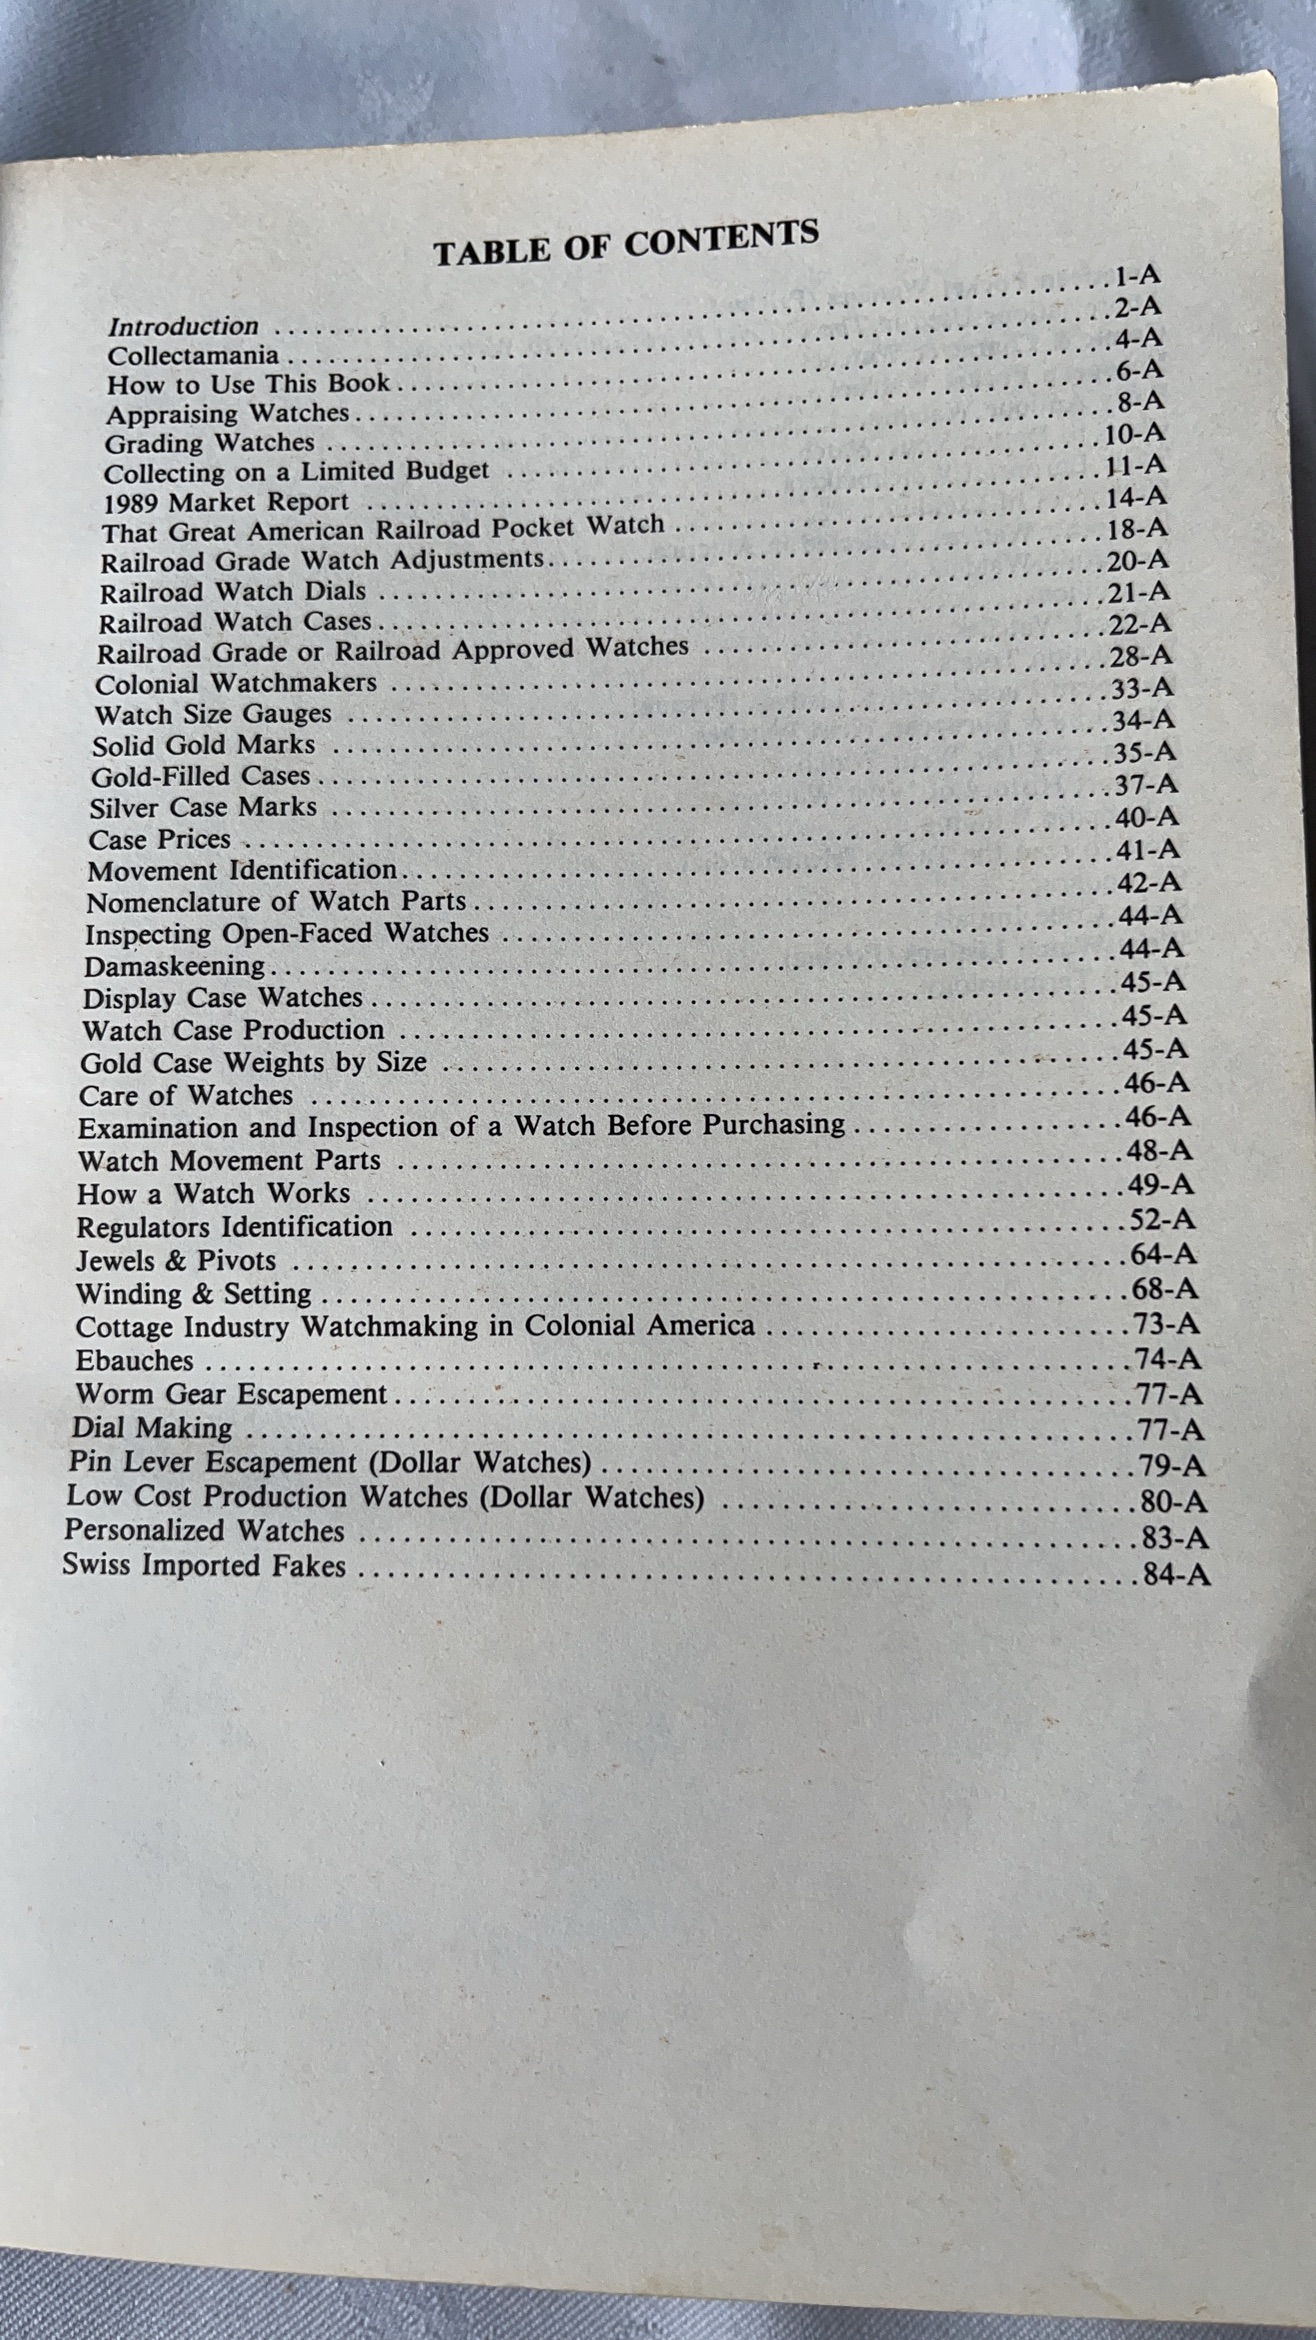 TABLE OF CONTENTS
Introduction ........ 1-A
Collectamania ........ 2-A
How to Use This Book ........ 4-A
Appraising Watches ........ 6-A
Grading Watches ........ 8-A
Collecting on a Limited Budget ........ 10-A
1989 Market Report ........ 11-A
That Great American Railroad Pocket Watch ........ 14-A
Railroad Grade Watch Adjustments ........ 18-A
Railroad Watch Dials ........ 20-A
Railroad Watch Cases ........ 21-A
Railroad Grade or Railroad Approved Watches ........ 22-A
Colonial Watchmakers ........ 28-A
Watch Size Gauges ........ 33-A
Solid Gold Marks ........ 34-A
Gold-Filled Cases ........ 35-A
Silver Case Marks ........ 37-A
Case Prices ........ 40-A
Movement Identification ........ 41-A
Nomenclature of Watch Parts ........ 42-A
Inspecting Open-Faced Watches ........ 44-A
Damaskeening ........ 44-A
Display Case Watches ........ 45-A
Watch Case Production ........ 45-A
Gold Case Weights by Size ........ 45-A
Care of Watches ........ 46-A
Examination and Inspection of a Watch Before Purchasing ........ 46-A
Watch Movement Parts ........ 48-A
How a Watch Works ........ 49-A
Regulators Identification ........ 52-A
Jewels & Pivots ........ 64-A
Winding & Setting ........ 68-A
Cottage Industry Watchmaking in Colonial America ........ 73-A
Ebauches ........ 74-A
Worm Gear Escapement ........ 77-A
Dial Making ........ 77-A
Pin Lever Escapement (Dollar Watches) ........ 79-A
Low Cost Production Watches (Dollar Watches) ........ 80-A
Personalized Watches ........ 83-A
Swiss Imported Fakes ........ 84-A